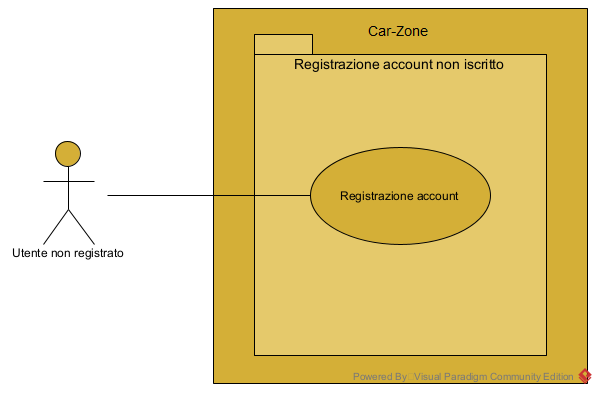 Car-Zone
Registrazione account non iscritto
Registrazione account
Utente non registrato
Powered By Visual Paradigm Community Edition